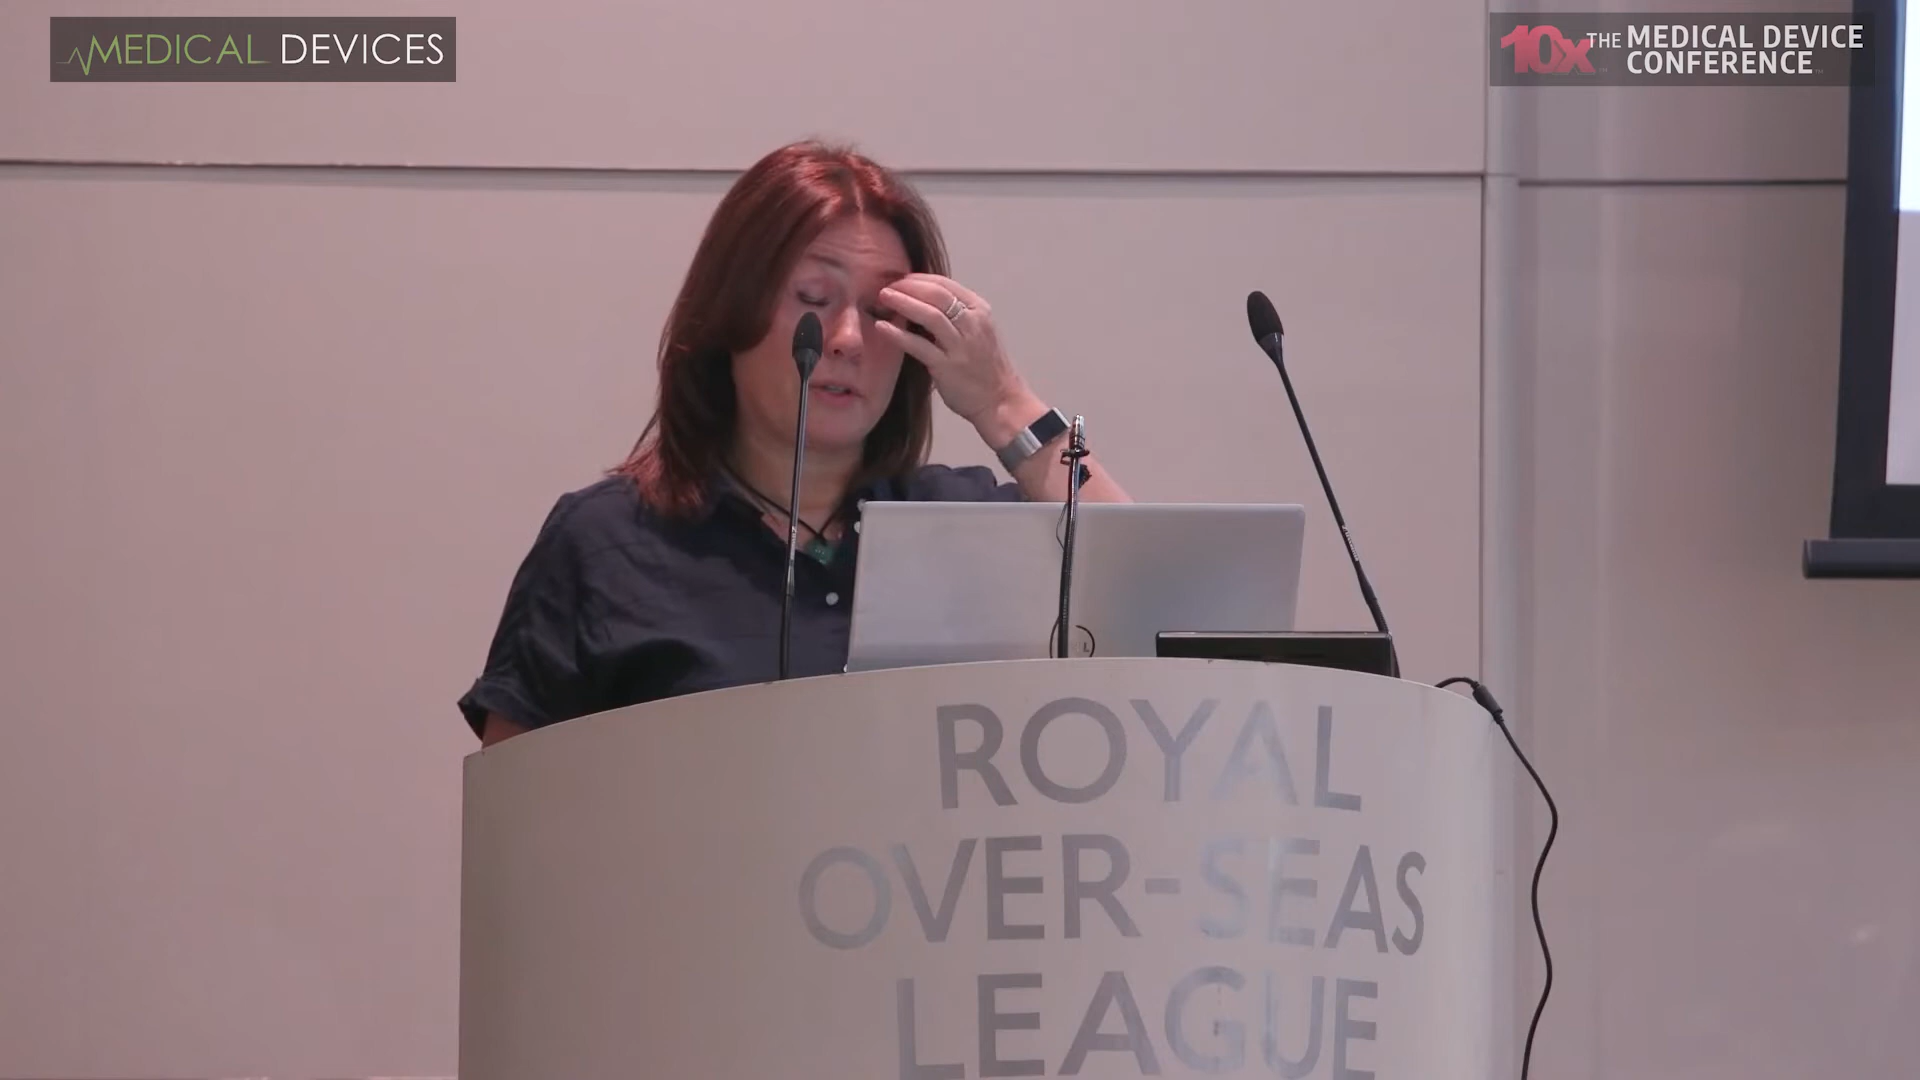 MEDICAL DEVICES
10x THE MEDICAL DEVICE
CONFERENCE
ROYAL
OVER-SEAS
LEAGUE